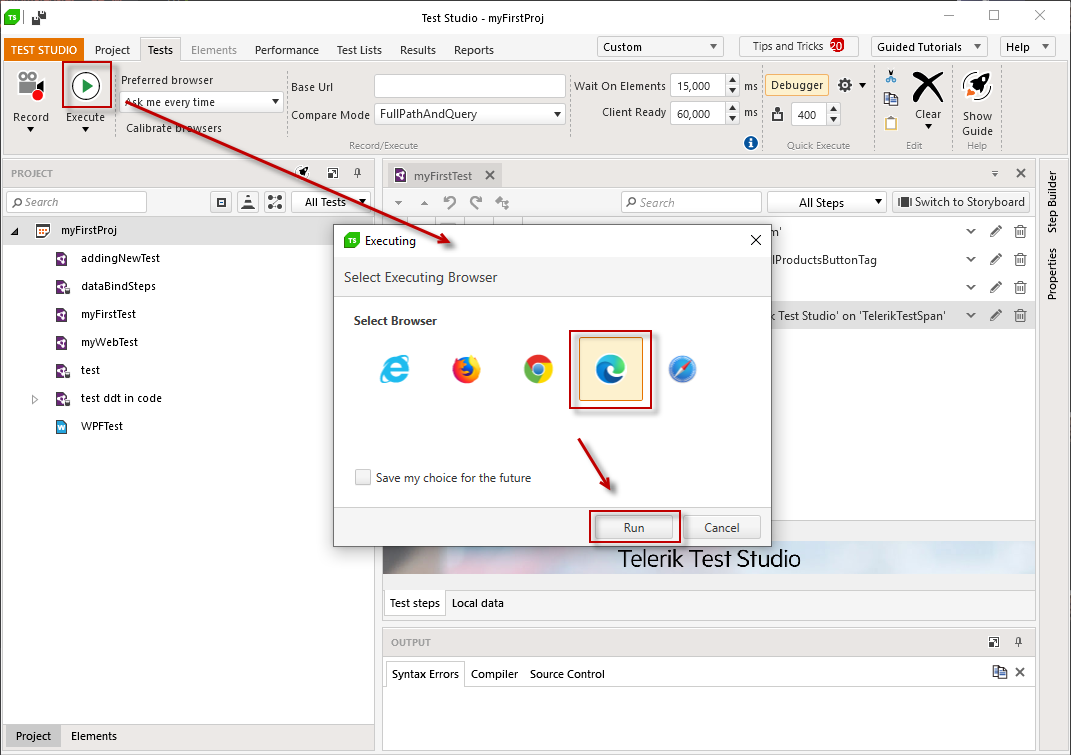 TS
Test Studio - myFirstProj
TEST STUDIO Project Tests Elements Performance Test Lists Results Reports Custom Tips and Tricks 20 Guided Tutorials Help
Record
Execute
Preferred browser
Ask me every time
Calibrate browsers
Base Url
Compare Mode FullPathAndQuery
Record/Execute
Wait On Elements 15,000 ms
Client Ready 60,000 ms
Debugger
400
Quick Execute
Clear
Edit
Show
Guide
Help
PROJECT
Search All Tests
myFirstProj
addingNewTest
dataBindSteps
myFirstTest
myWebTest
test
test ddt in code
WPFTest
Project Elements
myFirstTest
Search All Steps Switch to Storyboard
m'
lProductsButtonTag
k Test Studio' on 'TelerikTestSpan'
TS Executing
Select Executing Browser
Select Browser
Save my choice for the future
Run Cancel
Telerik Test Studio
Test steps Local data
OUTPUT
Syntax Errors Compiler Source Control
Step Builder
Properties